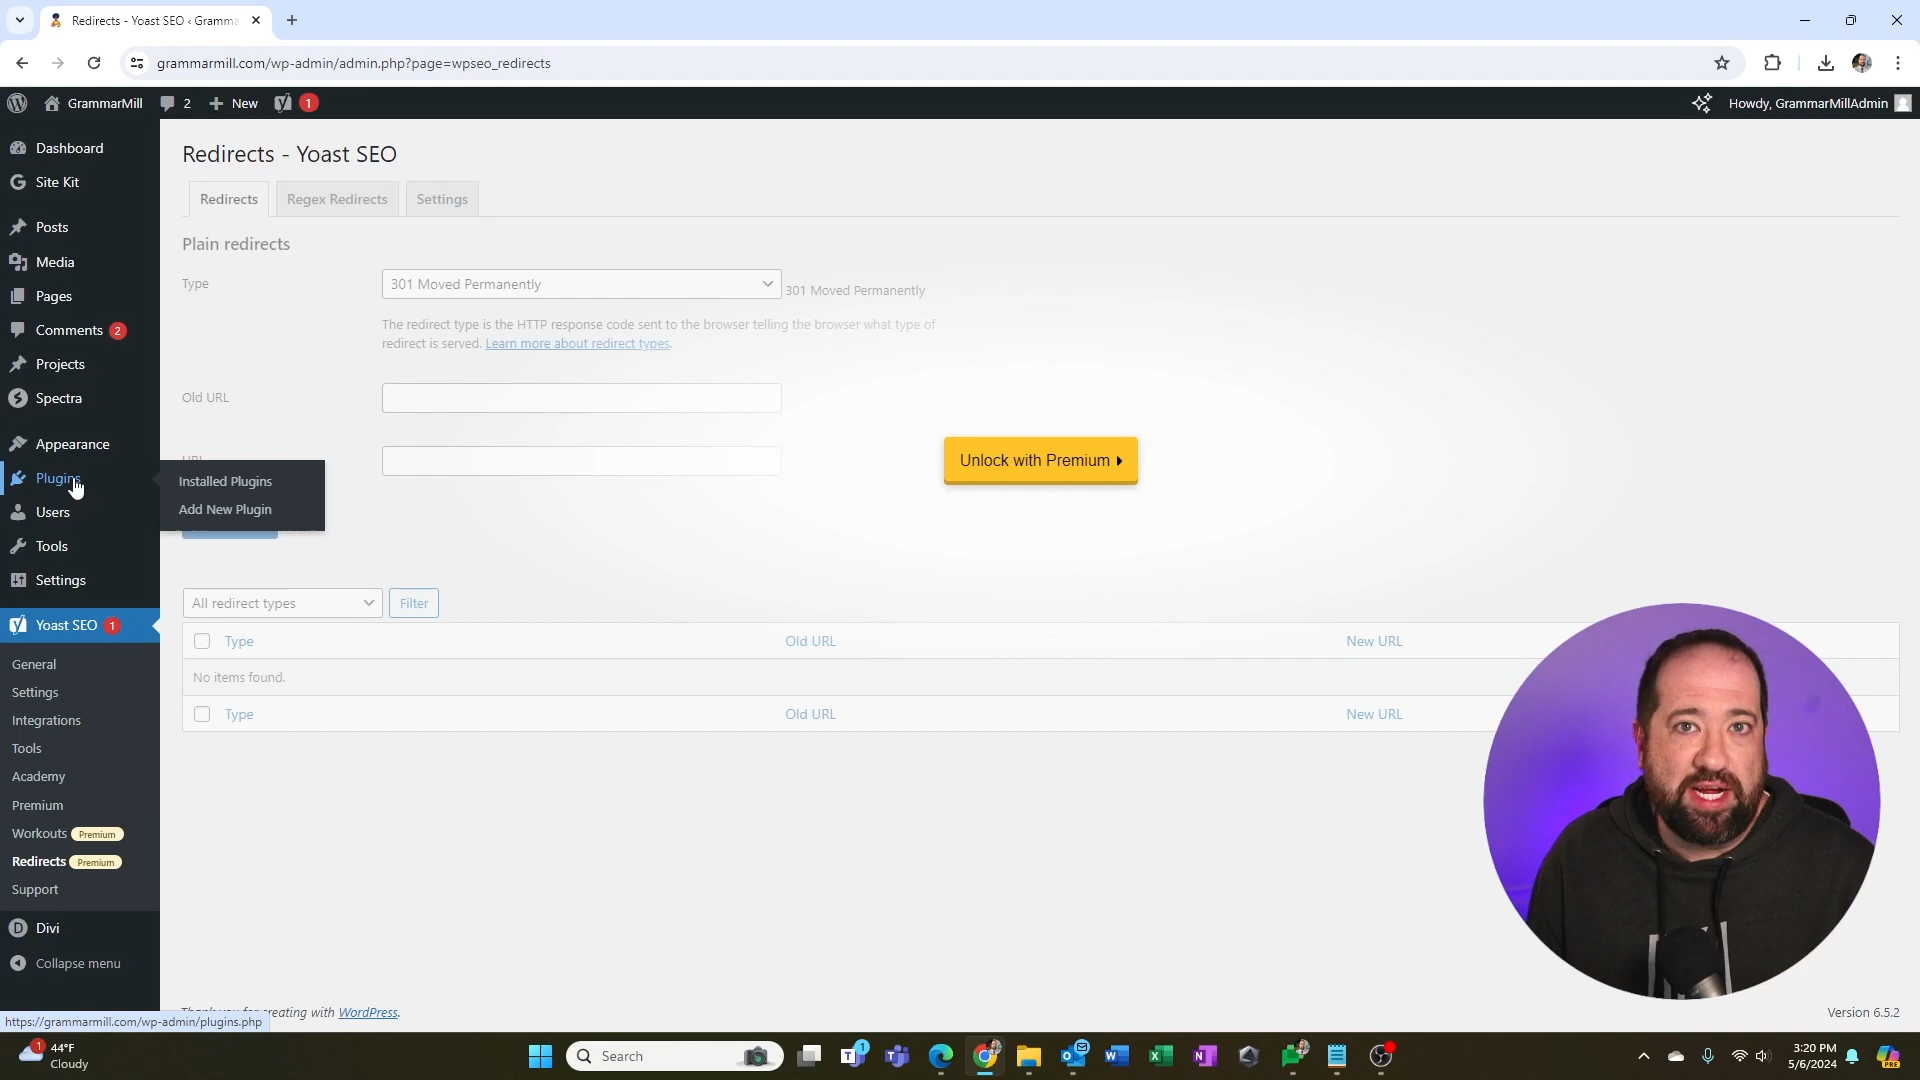 Redirects - Yoast SEO ‹ Gramma
grammarmill.com/wp-admin/admin.php?page=wpseo_redirects
GrammarMill 2 New 1 Howdy, GrammarMillAdmin
Dashboard
Site Kit
Posts
Media
Pages
Comments 2
Projects
Spectra
Appearance
Plugins
Installed Plugins
Add New Plugin
Users
Tools
Settings
Yoast SEO 1
General
Settings
Integrations
Tools
Academy
Premium
Workouts Premium
Redirects Premium
Support
Divi
Collapse menu
Redirects - Yoast SEO
Redirects Regex Redirects Settings
Plain redirects
Type 301 Moved Permanently 301 Moved Permanently
The redirect type is the HTTP response code sent to the browser telling the browser what type of
redirect is served. Learn more about redirect types.
Old URL
URL
Unlock with Premium
All redirect types Filter
Type Old URL New URL
No items found.
Type Old URL New URL
creating with WordPress.
Version 6.5.2
https://grammarmill.com/wp-admin/plugins.php
1 44°F
Cloudy
Search
1
3:20 PM
5/6/2024
PRE